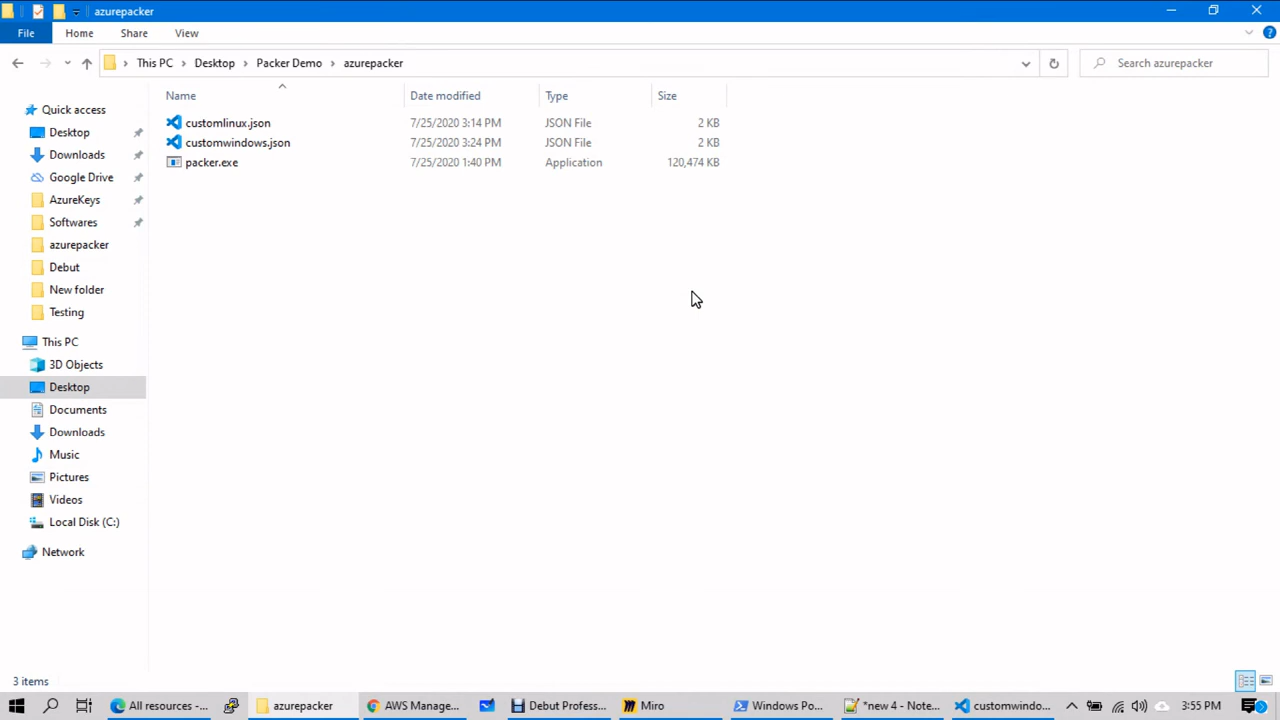 azurepacker
File Home Share View
This PC Desktop Packer Demo azurepacker Search azurepacker
Name Date modified Type Size
customlinux.json 7/25/2020 3:14 PM JSON File 2 KB
customwindows.json 7/25/2020 3:24 PM JSON File 2 KB
packer.exe 7/25/2020 1:40 PM Application 120,474 KB
Quick access
Desktop
Downloads
Google Drive
AzureKeys
Softwares
azurepacker
Debut
New folder
Testing
This PC
3D Objects
Desktop
Documents
Downloads
Music
Pictures
Videos
Local Disk (C:)
Network
3 items
All resources -... azurepacker AWS Manage... Debut Profess... Miro Windows Po... *new 4 - Note... customwindo... 3:55 PM